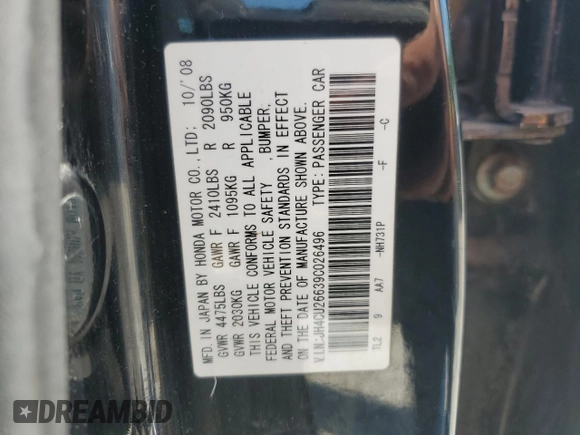 MFD. IN JAPAN BY HONDA MOTOR CO., LTD; 10/'08
GVWR 4475LBS GAWR F 2410LBS R 2090LBS
GVWR 2030KG GAWR F 1095KG R 950KG
THIS VEHICLE CONFORMS TO ALL APPLICABLE
FEDERAL MOTOR VEHICLE SAFETY ,BUMPER,
AND THEFT PREVENTION STANDARDS IN EFFECT
ON DATE OF MANUFACTURE SHOWN ABOVE.
V.I.N:JH4CU26639C026496 TYPE: PASSENGER CAR
TL2 9 AA7 -NH731P -F -C
DREAMBID